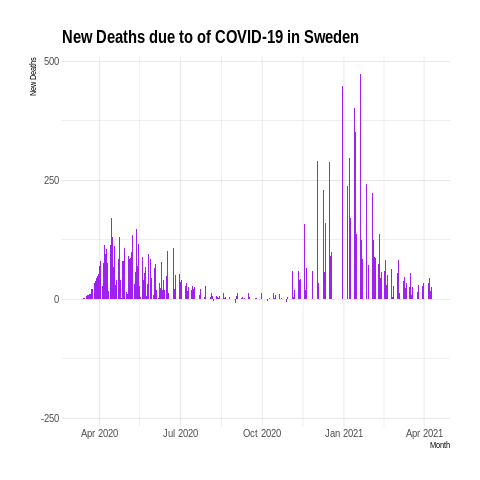 New Deaths due to of COVID-19 in Sweden
New Deaths
500
250
0
-250
Apr 2020 Jul 2020 Oct 2020 Jan 2021 Apr 2021
Month